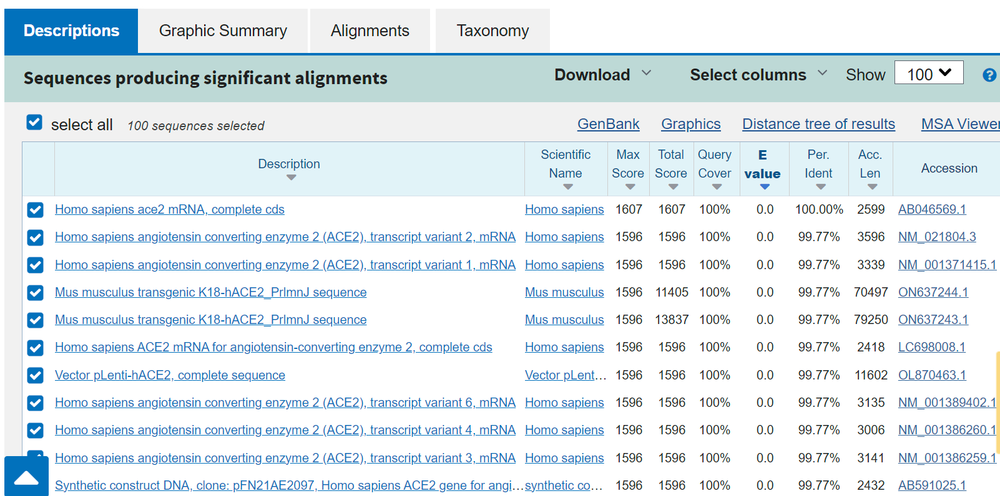 Descriptions Graphic Summary Alignments Taxonomy
Sequences producing significant alignments Download Select columns Show 100 ?
select all 100 sequences selected GenBank Graphics Distance tree of results MSA Viewer
Description Scientific Name Max Score Total Score Query Cover E value Per. Ident Acc. Len Accession
Homo sapiens ace2 mRNA, complete cds Homo sapiens 1607 1607 100% 0.0 100.00% 2599 AB046569.1
Homo sapiens angiotensin converting enzyme 2 (ACE2), transcript variant 2, mRNA Homo sapiens 1596 1596 100% 0.0 99.77% 3596 NM_021804.3
Homo sapiens angiotensin converting enzyme 2 (ACE2), transcript variant 1, mRNA Homo sapiens 1596 1596 100% 0.0 99.77% 3339 NM_001371415.1
Mus musculus transgenic K18-hACE2_PrlmnJ sequence Mus musculus 1596 11405 100% 0.0 99.77% 70497 ON637244.1
Mus musculus transgenic K18-hACE2_PrlmnJ sequence Mus musculus 1596 13837 100% 0.0 99.77% 79250 ON637243.1
Homo sapiens ACE2 mRNA for angiotensin-converting enzyme 2, complete cds Homo sapiens 1596 1596 100% 0.0 99.77% 2418 LC698008.1
Vector pLenti-hACE2, complete sequence Vector pLent... 1596 1596 100% 0.0 99.77% 11602 OL870463.1
Homo sapiens angiotensin converting enzyme 2 (ACE2), transcript variant 6, mRNA Homo sapiens 1596 1596 100% 0.0 99.77% 3135 NM_001389402.1
Homo sapiens angiotensin converting enzyme 2 (ACE2), transcript variant 4, mRNA Homo sapiens 1596 1596 100% 0.0 99.77% 3006 NM_001386260.1
Homo sapiens angiotensin converting enzyme 2 (ACE2), transcript variant 3, mRNA Homo sapiens 1596 1596 100% 0.0 99.77% 3141 NM_001386259.1
Synthetic construct DNA, clone: pFN21AE2097, Homo sapiens ACE2 gene for angi... synthetic co... 1596 1596 100% 0.0 99.77% 2432 AB591025.1